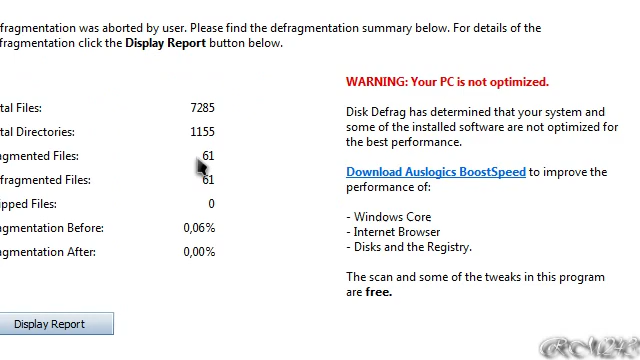 efragmentation was aborted by user. Please find the defragmentation summary below. For details of the
efragmentation click the Display Report button below.
WARNING: Your PC is not optimized.
tal Files: 7285
Disk Defrag has determined that your system and
tal Directories: 1155
some of the installed software are not optimized for
the best performance.
agmented Files: 61
Download Auslogics BoostSpeed to improve the
efragmented Files: 61
performance of:
ipped Files: 0
- Windows Core
agmentation Before: 0,06%
- Internet Browser
- Disks and the Registry.
agmentation After: 0,00%
The scan and some of the tweaks in this program
are free.
Display Report